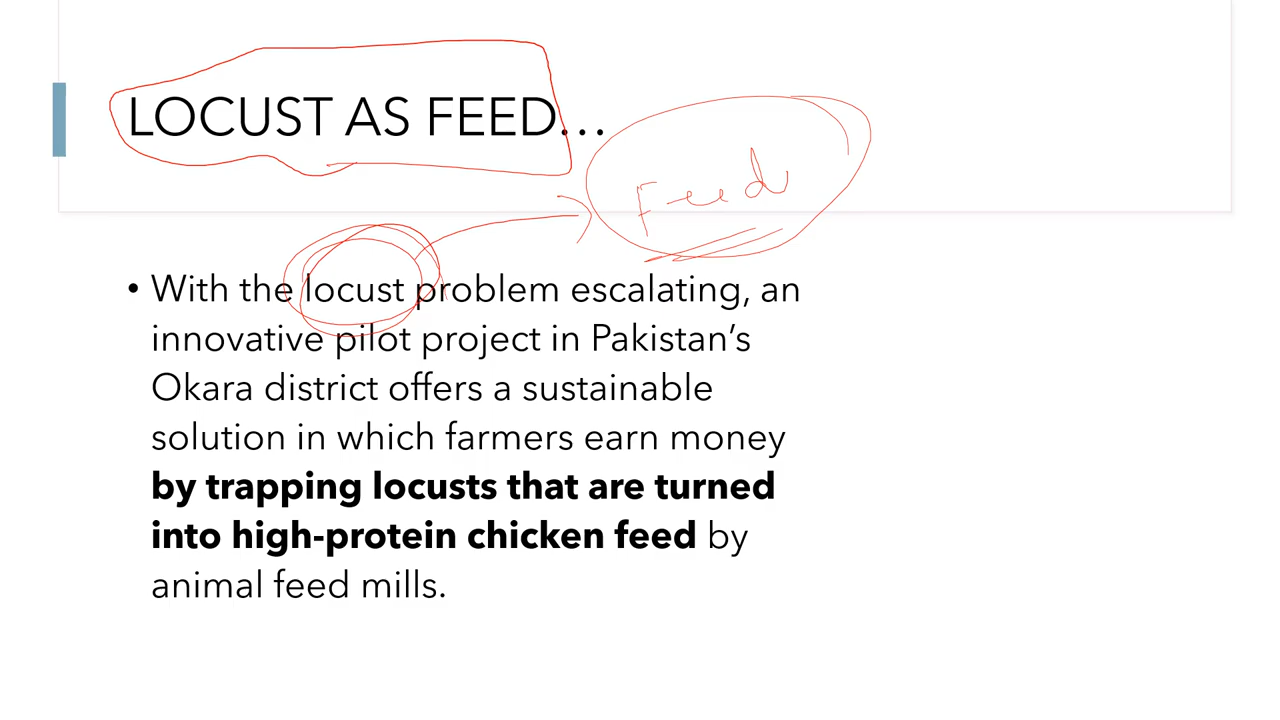 LOCUST AS FEED...
Feed
• With the locust problem escalating, an
innovative pilot project in Pakistan’s
Okara district offers a sustainable
solution in which farmers earn money
by trapping locusts that are turned
into high-protein chicken feed by
animal feed mills.